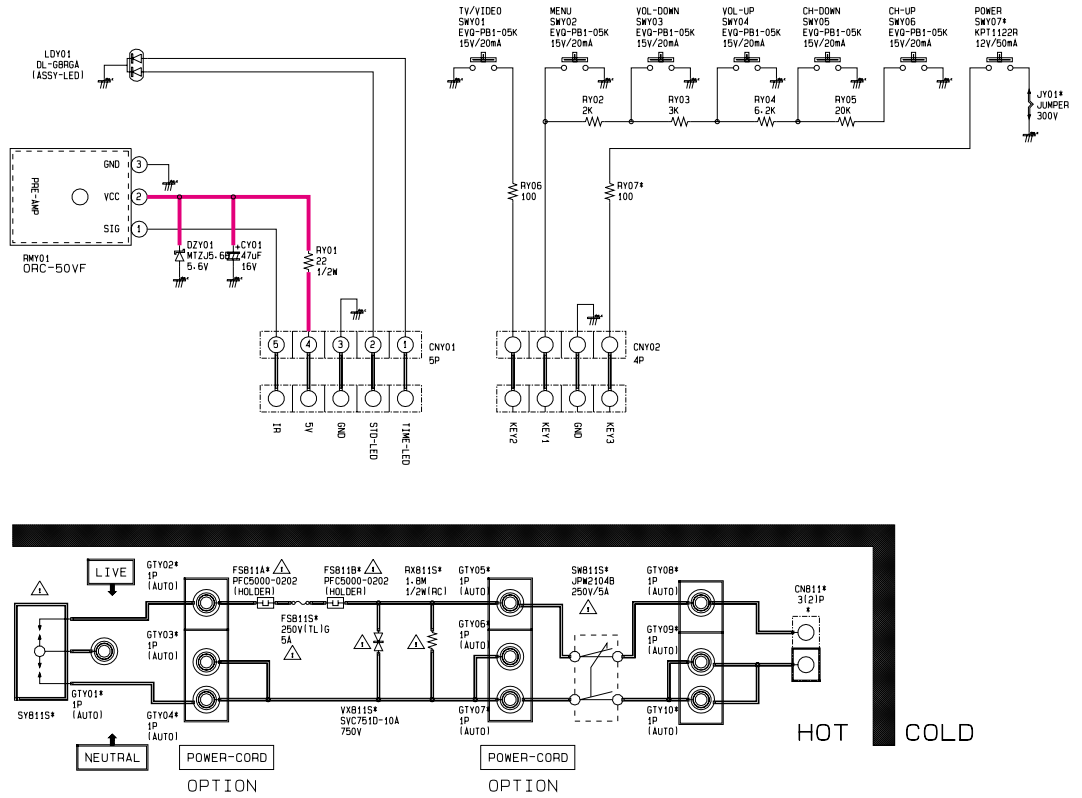 TV/VIDEO
SWY01
EVQ-PB1-05K
15V/20mA
MENU
SWY02
EVQ-PB1-05K
15V/20mA
VOL-DOWN
SWY03
EVQ-PB1-05K
15V/20mA
VOL-UP
SWY04
EVQ-PB1-05K
15V/20mA
CH-DOWN
SWY05
EVQ-PB1-05K
15V/20mA
CH-UP
SWY06
EVQ-PB1-05K
15V/20mA
POWER
SWY07*
KPT1122R
12V/50mA
LDY01
DL-GBRGA
(ASSY-LED)
RY02
2K
RY03
3K
RY04
6.2K
RY05
20K
JY01*
JUMPER
300V
PRE-AMP
GND
3
VCC
2
SIG
1
RMY01
ORC-50VF
DZY01
MTZJ5.6B
5.6V
+
CY01
47uF
16V
RY01
22
1/2W
RY06
100
RY07*
100
5
4
3
2
1
CNY01
5P
IR
5V
GND
STD-LED
TIME-LED
CNY02
4P
KEY2
KEY1
GND
KEY3
LIVE
NEUTRAL
SY811S*
GTY01*
1P
(AUTO)
GTY02*
1P
(AUTO)
GTY03*
1P
(AUTO)
GTY04*
1P
(AUTO)
POWER-CORD
OPTION
FS811A*
PFC5000-0202
(HOLDER)
FS811S*
250V(TL)G
5A
FS811B*
PFC5000-0202
(HOLDER)
RX811S*
1.8M
1/2W(RC)
VX811S*
SVC751D-10A
750V
GTY05*
1P
(AUTO)
GTY06*
1P
(AUTO)
GTY07*
1P
(AUTO)
POWER-CORD
OPTION
SW811S*
JPW2104B
250V/5A
GTY08*
1P
(AUTO)
GTY09*
1P
(AUTO)
GTY10*
1P
(AUTO)
CN811*
3(2)P
*
HOT
COLD